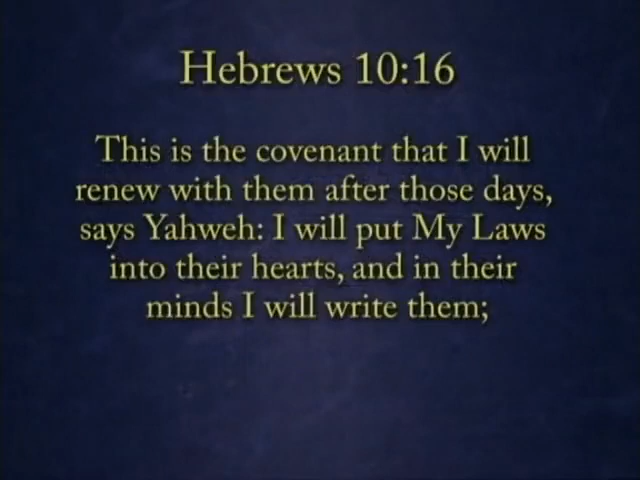 Hebrews 10:16
This is the covenant that I will
renew with them after those days,
says Yahweh: I will put My Laws
into their hearts, and in their
minds I will write them;